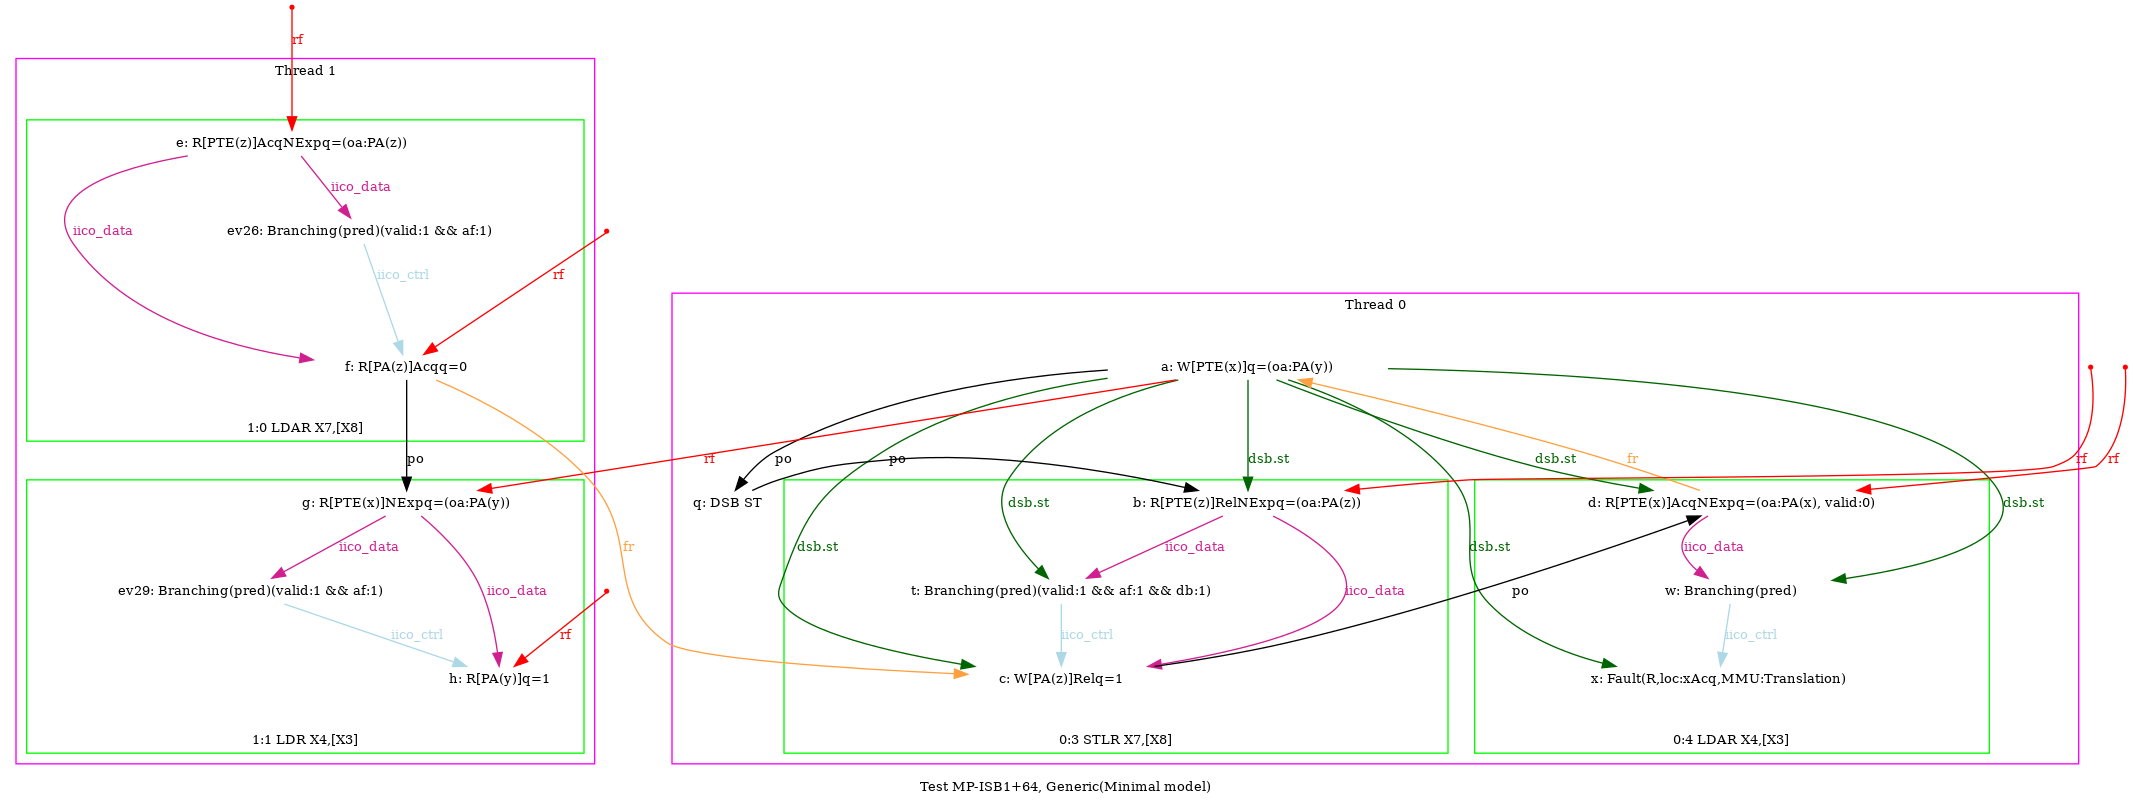 rf
Thread 1
e: R[PTE(z)]AcqNExpq=(oa:PA(z))
iico_data
iico_data
ev26: Branching(pred)(valid:1 && af:1)
iico_ctrl
rf
f: R[PA(z)]Acqq=0
1:0 LDAR X7,[X8]
po
rf
fr
g: R[PTE(x)]NExpq=(oa:PA(y))
iico_data
iico_data
ev29: Branching(pred)(valid:1 && af:1)
iico_ctrl
rf
h: R[PA(y)]q=1
1:1 LDR X4,[X3]
Thread 0
a: W[PTE(x)]q=(oa:PA(y))
po
po
dsb.st
dsb.st
fr
rf
rf
q: DSB ST
dsb.st
b: R[PTE(z)]RelNExpq=(oa:PA(z))
d: R[PTE(x)]AcqNExpq=(oa:PA(x), valid:0)
dsb.st
dsb.st
iico_data
dsb.st
iico_data
t: Branching(pred)(valid:1 && af:1 && db:1)
iico_data
po
w: Branching(pred)
iico_ctrl
iico_ctrl
c: W[PA(z)]Relq=1
x: Fault(R,loc:xAcq,MMU:Translation)
0:3 STLR X7,[X8]
0:4 LDAR X4,[X3]
Test MP-ISB1+64, Generic(Minimal model)